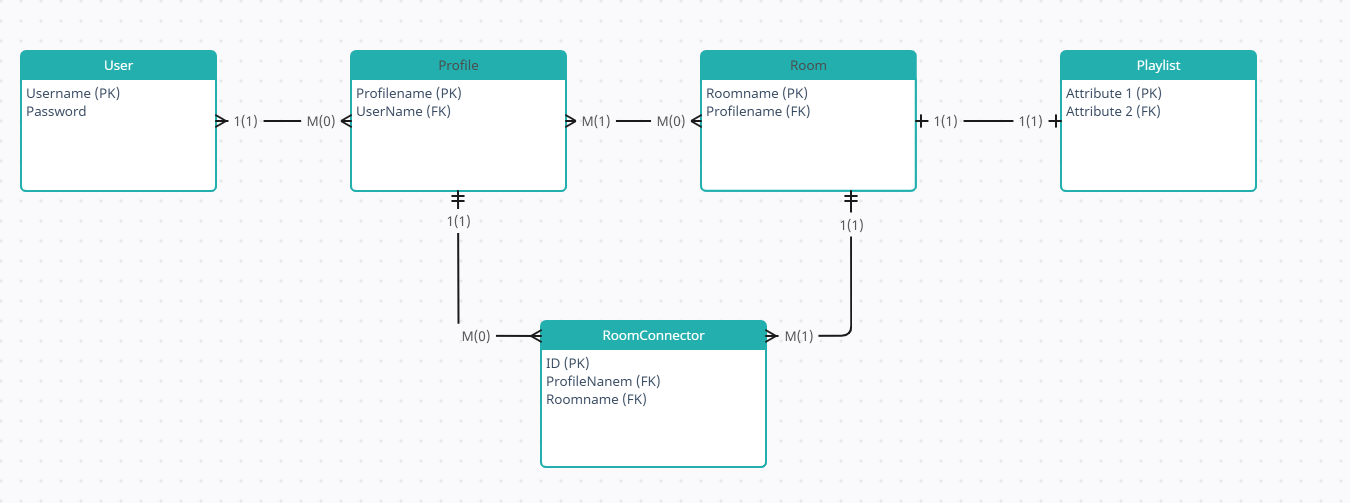 User
Username (PK)
Password
1(1)
M(0)
Profile
Profilename (PK)
UserName (FK)
M(1)
M(0)
Room
Roomname (PK)
Profilename (FK)
1(1)
1(1)
Playlist
Attribute 1 (PK)
Attribute 2 (FK)
1(1)
1(1)
M(0)
RoomConnector
M(1)
ID (PK)
ProfileNanem (FK)
Roomname (FK)